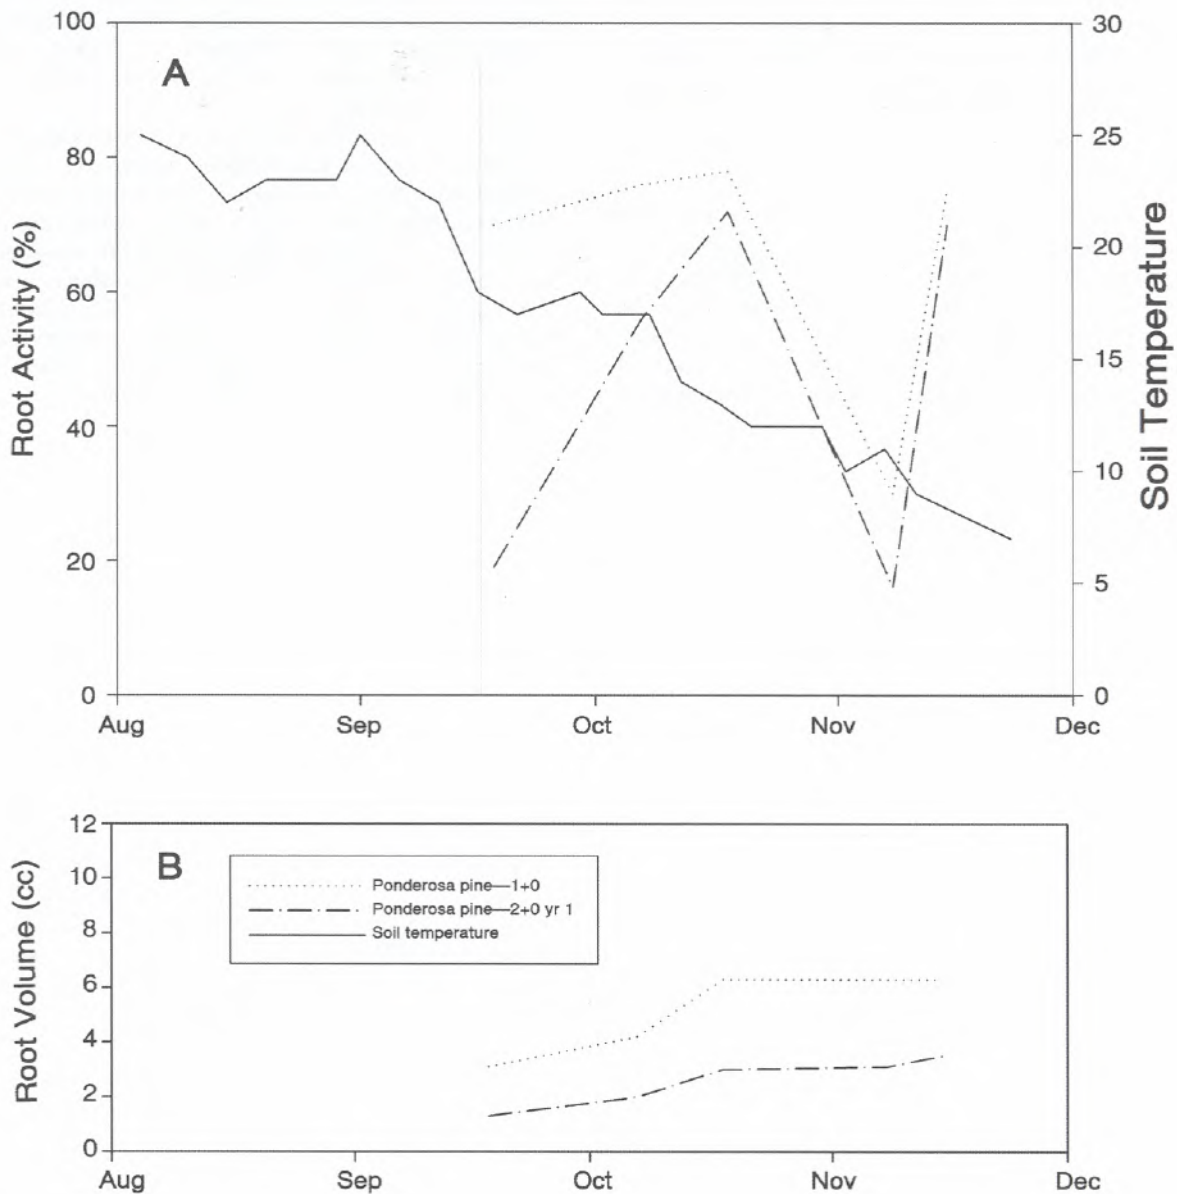 A
Root Activity (%)
100
80
60
40
20
0
Soil Temperature
30
25
20
15
10
5
0
Aug Sep Oct Nov Dec
B
Root Volume (cc)
12
10
8
6
4
2
0
Ponderosa pine—1+0
Ponderosa pine—2+0 yr 1
Soil temperature
Aug Sep Oct Nov Dec